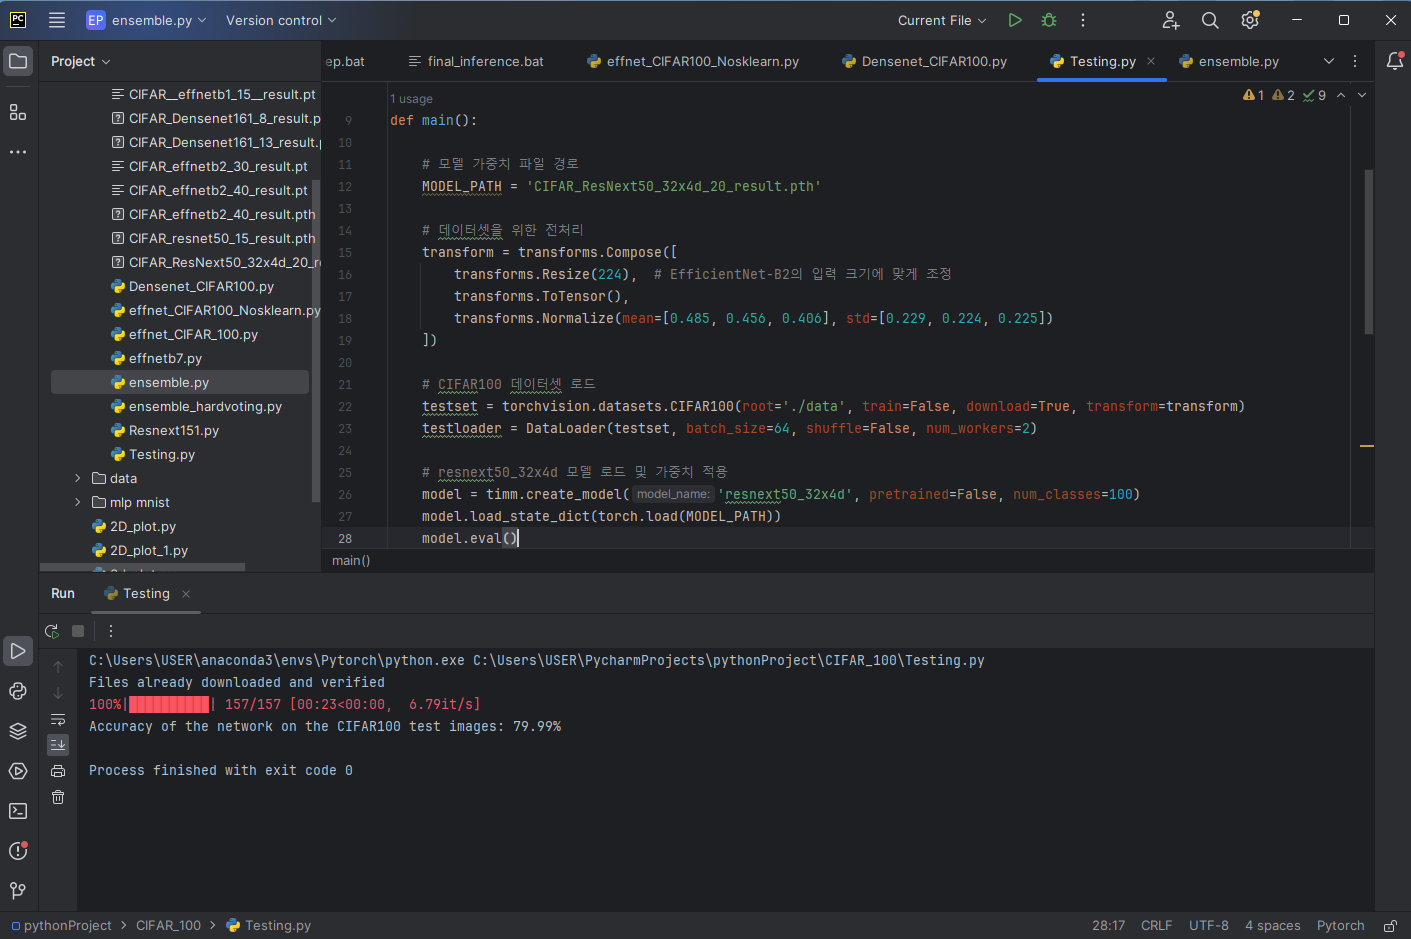 PC
EP ensemble.py Version control Current File
Project
ep.bat final_inference.bat effnet_CIFAR100_Nosklearn.py Densenet_CIFAR100.py Testing.py ensemble.py
CIFAR__effnetb1_15__result.pt
CIFAR_Densenet161_8_result.p
CIFAR_Densenet161_13_result.
CIFAR_effnetb2_30_result.pt
CIFAR_effnetb2_40_result.pt
CIFAR_effnetb2_40_result.pth
CIFAR_resnet50_15_result.pth
CIFAR_ResNext50_32x4d_20_r
Densenet_CIFAR100.py
effnet_CIFAR100_Nosklearn.py
effnet_CIFAR_100.py
effnetb7.py
ensemble.py
ensemble_hardvoting.py
Resnext151.py
Testing.py
data
mlp mnist
2D_plot.py
2D_plot_1.py
1 usage
1 2 9
9 def main():
10
11 # 모델 가중치 파일 경로
12 MODEL_PATH = 'CIFAR_ResNext50_32x4d_20_result.pth'
13
14 # 데이터셋을 위한 전처리
15 transform = transforms.Compose([
16 transforms.Resize(224), # EfficientNet-B2의 입력 크기에 맞게 조정
17 transforms.ToTensor(),
18 transforms.Normalize(mean=[0.485, 0.456, 0.406], std=[0.229, 0.224, 0.225])
19 ])
20
21 # CIFAR100 데이터셋 로드
22 testset = torchvision.datasets.CIFAR100(root='./data', train=False, download=True, transform=transform)
23 testloader = DataLoader(testset, batch_size=64, shuffle=False, num_workers=2)
24
25 # resnext50_32x4d 모델 로드 및 가중치 적용
26 model = timm.create_model( model_name: 'resnext50_32x4d', pretrained=False, num_classes=100)
27 model.load_state_dict(torch.load(MODEL_PATH))
28 model.eval()
main()
Run Testing
C:\Users\USER\anaconda3\envs\Pytorch\python.exe C:\Users\USER\PycharmProjects\pythonProject\CIFAR_100\Testing.py
Files already downloaded and verified
100%|██████████| 157/157 [00:23<00:00, 6.79it/s]
Accuracy of the network on the CIFAR100 test images: 79.99%
Process finished with exit code 0
pythonProject > CIFAR_100 > Testing.py 28:17 CRLF UTF-8 4 spaces Pytorch